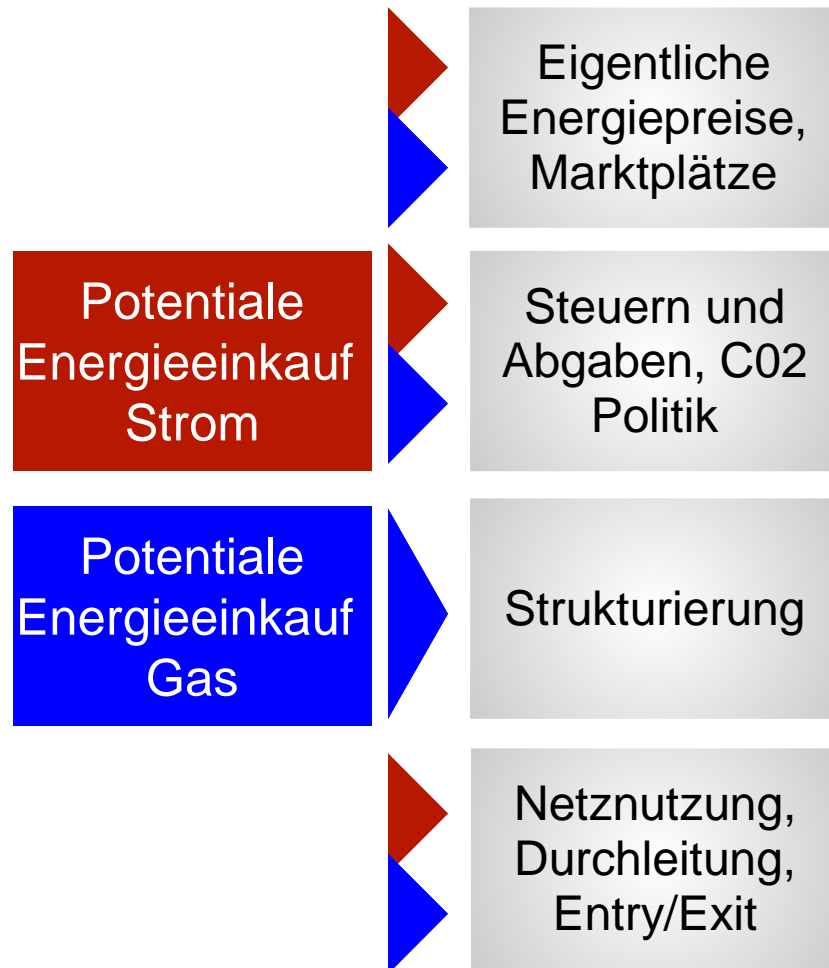 Eigentliche
Energiepreise,
Marktplätze
Potentiale
Energieeinkauf
Strom
Steuern und
Abgaben, C02
Politik
Potentiale
Energieeinkauf
Gas
Strukturierung
Netznutzung,
Durchleitung,
Entry/Exit